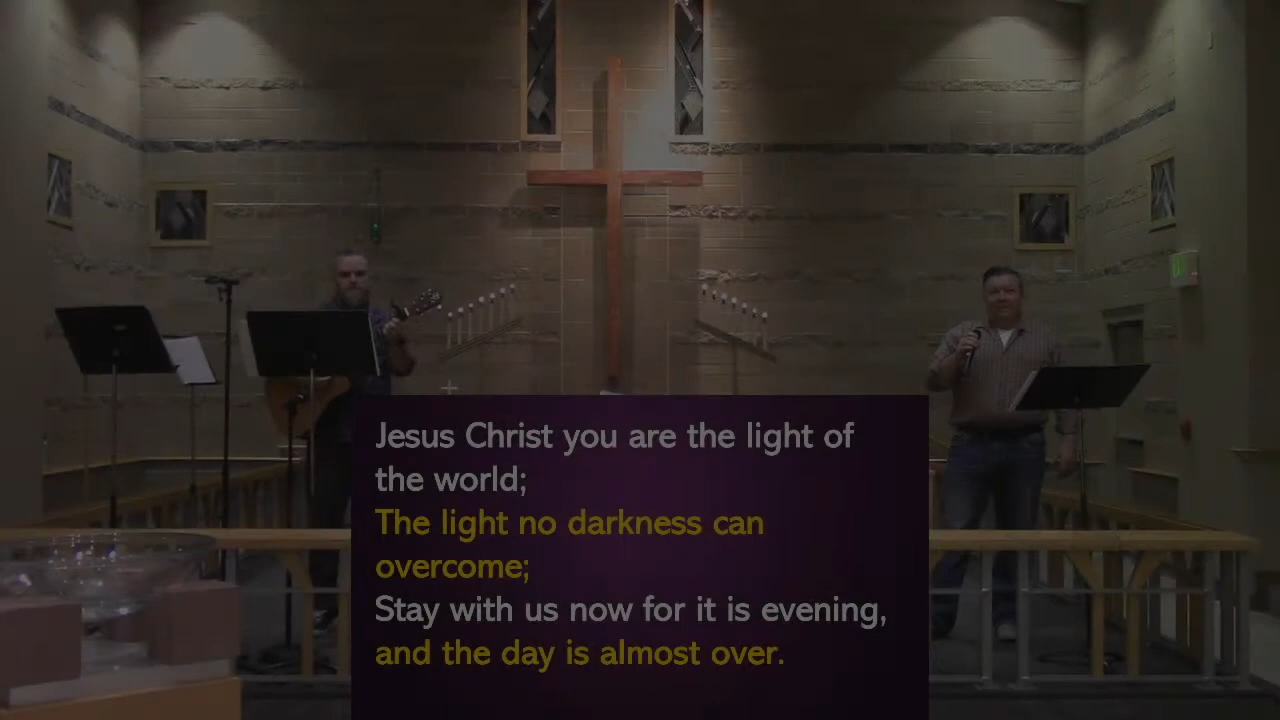 Jesus Christ you are the light of
the world;
The light no darkness can
overcome;
Stay with us now for it is evening,
and the day is almost over.